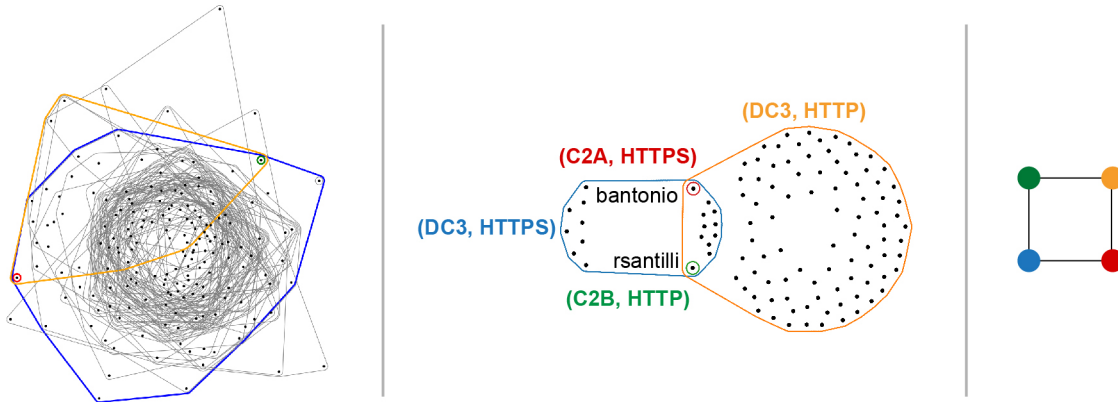 (DC3, HTTP)
(C2A, HTTPS)
bantonio
(DC3, HTTPS)
rsantilli
(C2B, HTTP)